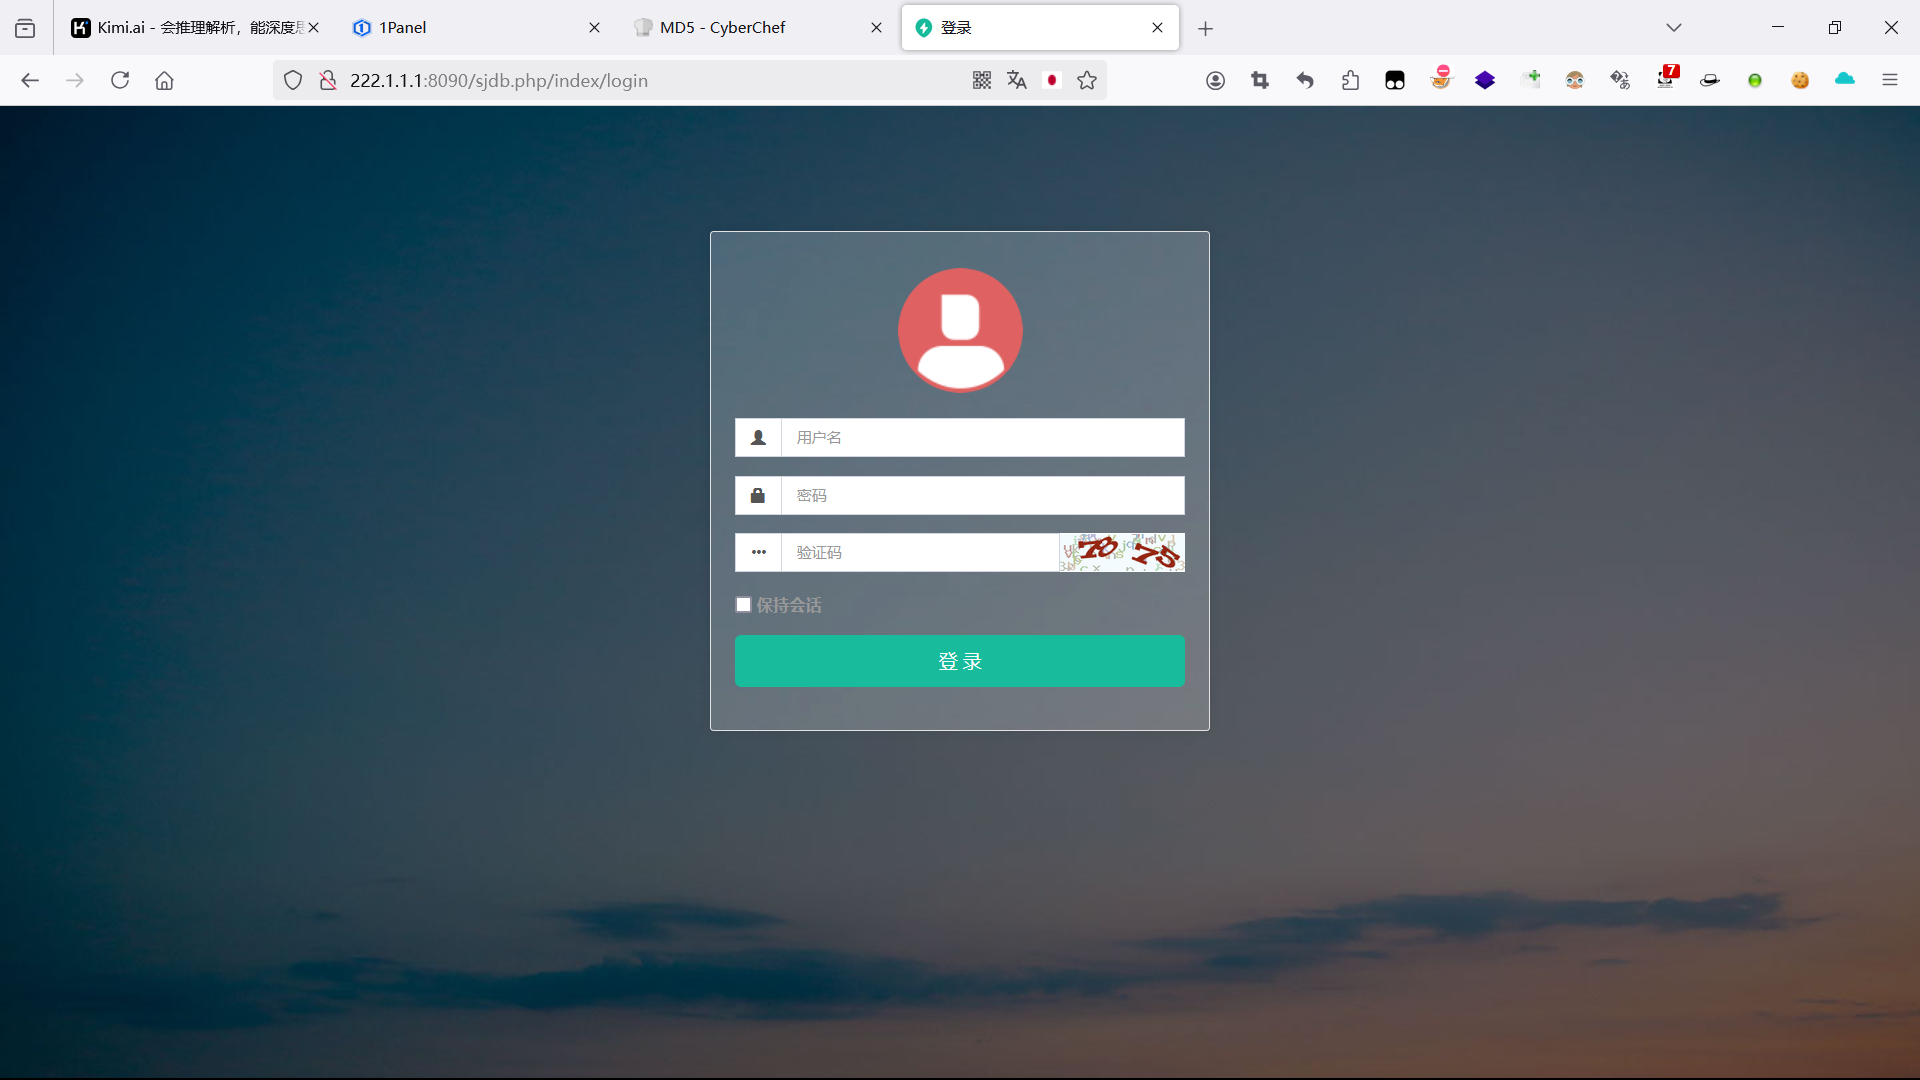 Kimi.ai - 会推理解析，能深度思
1Panel
MD5 - CyberChef
登录
222.1.1.1:8090/sjdb.php/index/login
7
用户名
密码
验证码
7875
保持会话
登 录